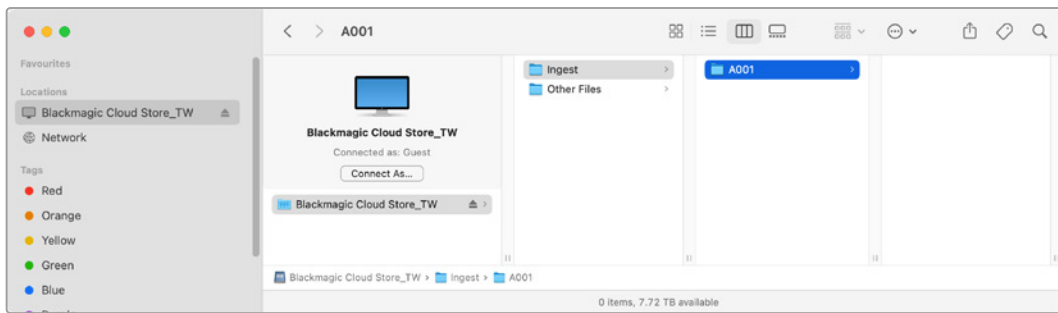 A001
Favourites
Locations
Blackmagic Cloud Store_TW
Network
Tags
Red
Orange
Yellow
Green
Blue
Blackmagic Cloud Store_TW
Connected as: Guest
Connect As...
Blackmagic Cloud Store_TW
Ingest
Other Files
A001
Blackmagic Cloud Store_TW › Ingest › A001
0 items, 7.72 TB available